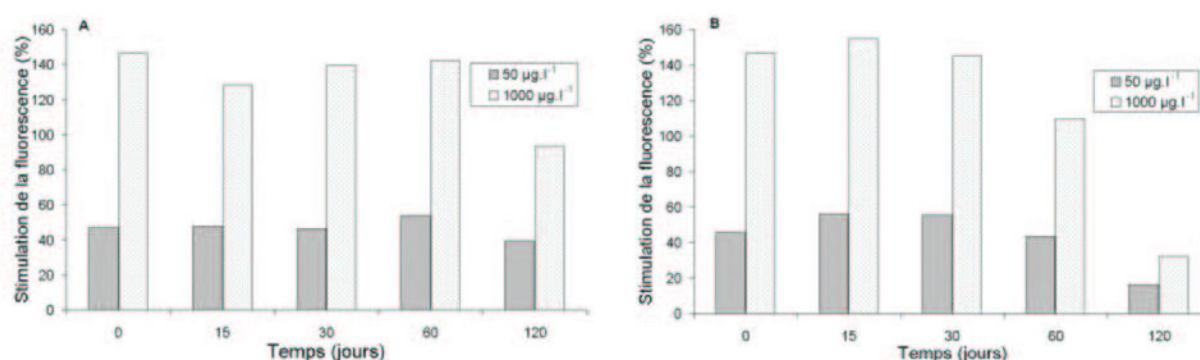 A
Stimulation de la fluorescence (%)
160
140
120
100
80
60
40
20
0
50 µg.l⁻¹
1000 µg.l⁻¹
0 15 30 60 120
Temps (jours)
B
Stimulation de la fluorescence (%)
160
140
120
100
80
60
40
20
0
50 µg.l⁻¹
1000 µg.l⁻¹
0 15 30 60 120
Temps (jours)